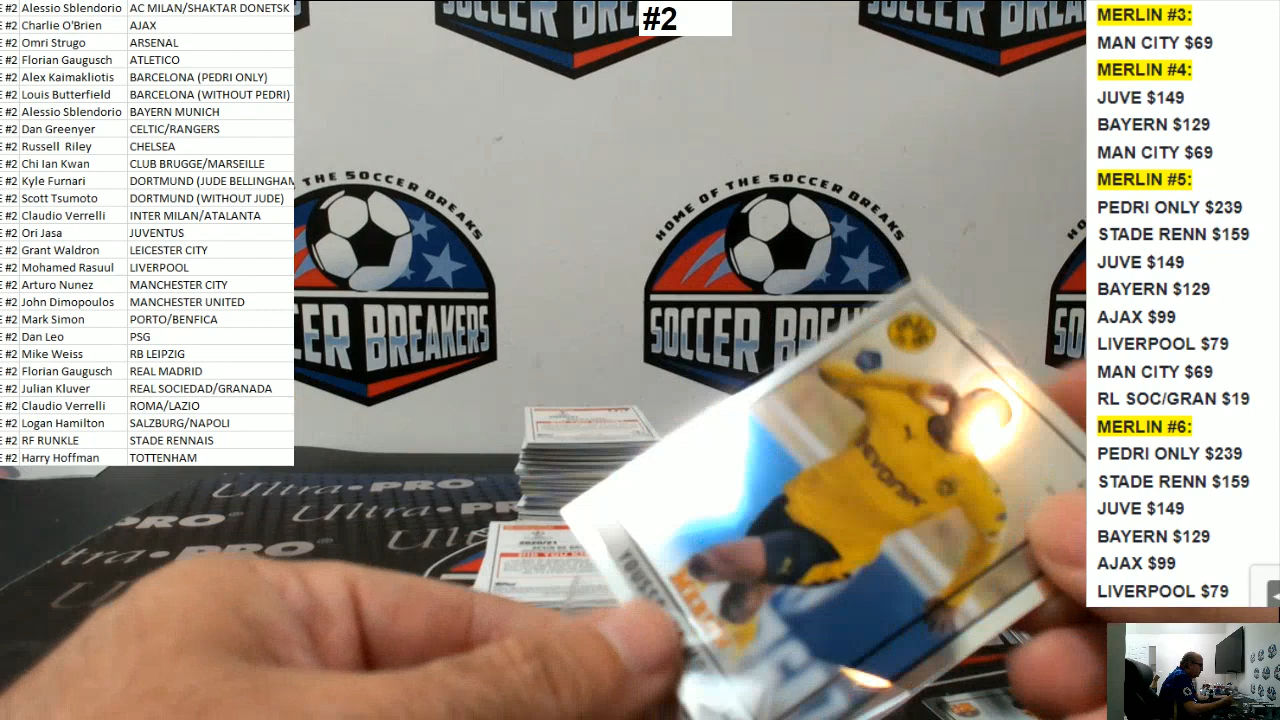 E #2 Alessio Sblendorio AC MILAN/SHAKTAR DONETSK
E #2 Charlie O'Brien AJAX
E #2 Omri Strugo ARSENAL
E #2 Florian Gaugusch ATLETICO
E #2 Alex Kaimakliotis BARCELONA (PEDRI ONLY)
E #2 Louis Butterfield BARCELONA (WITHOUT PEDRI)
E #2 Alessio Sblendorio BAYERN MUNICH
E #2 Dan Greenyer CELTIC/RANGERS
E #2 Russell Riley CHELSEA
E #2 Chi Ian Kwan CLUB BRUGGE/MARSEILLE
E #2 Kyle Furnari DORTMUND (JUDE BELLINGHAM
E #2 Scott Tsumoto DORTMUND (WITHOUT JUDE)
E #2 Claudio Verrelli INTER MILAN/ATALANTA
E #2 Ori Jasa JUVENTUS
E #2 Grant Waldron LEICESTER CITY
E #2 Mohamed Rasuul LIVERPOOL
E #2 Arturo Nunez MANCHESTER CITY
E #2 John Dimopoulos MANCHESTER UNITED
E #2 Mark Simon PORTO/BENFICA
E #2 Dan Leo PSG
E #2 Mike Weiss RB LEIPZIG
E #2 Florian Gaugusch REAL MADRID
E #2 Julian Kluver REAL SOCIEDAD/GRANADA
E #2 Claudio Verrelli ROMA/LAZIO
E #2 Logan Hamilton SALZBURG/NAPOLI
E #2 RF RUNKLE STADE RENNAIS
E #2 Harry Hoffman TOTTENHAM
#2
SOCCER BREAKERS
THE SOCCER BREAKS
ER BREAKERS
HOME OF THE SOCCER BREAKS
SOCCER BREAKERS
Ultra PRO
Ultra PRO
PRO
2020/21
EVONIK
MERLIN #3:
MAN CITY $69
MERLIN #4:
JUVE $149
BAYERN $129
MAN CITY $69
MERLIN #5:
PEDRI ONLY $239
STADE RENN $159
JUVE $149
BAYERN $129
AJAX $99
LIVERPOOL $79
MAN CITY $69
RL SOC/GRAN $19
MERLIN #6:
PEDRI ONLY $239
STADE RENN $159
JUVE $149
BAYERN $129
AJAX $99
LIVERPOOL $79